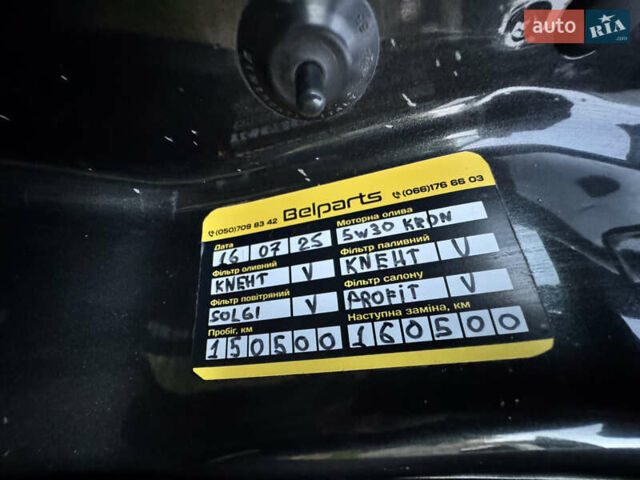 auto RIA.com
(050)709 83 42 Belparts (066)176 66 03
Дата
16 07 25
Моторна олива
5W30 KRON
Фільтр оливний
KNEHT V
Фільтр паливний
KNEHT V
Фільтр повітряний
SOLGI V
Фільтр салону
PROFIT V
Пробіг, км
150500
Наступна заміна, км
160500